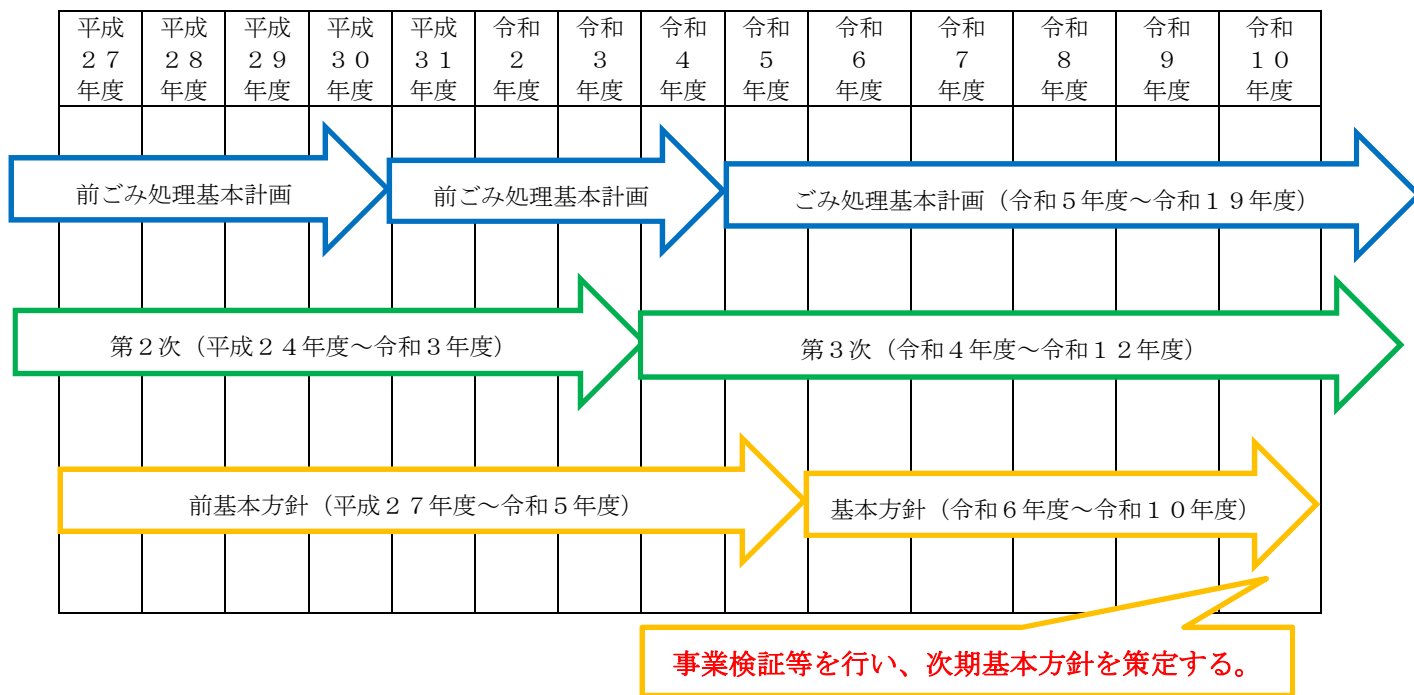 平成 平成 平成 平成 平成 令和 令和 令和 令和 令和 令和 令和 令和 令和
２７ ２８ ２９ ３０ ３１ ２ ３ ４ ５ ６ ７ ８ ９ １０
年度 年度 年度 年度 年度 年度 年度 年度 年度 年度 年度 年度 年度 年度
前ごみ処理基本計画 前ごみ処理基本計画 ごみ処理基本計画（令和５年度～令和１９年度）
第２次（平成２４年度～令和３年度） 第３次（令和４年度～令和１２年度）
前基本方針（平成２７年度～令和５年度） 基本方針（令和６年度～令和１０年度）
事業検証等を行い、次期基本方針を策定する。